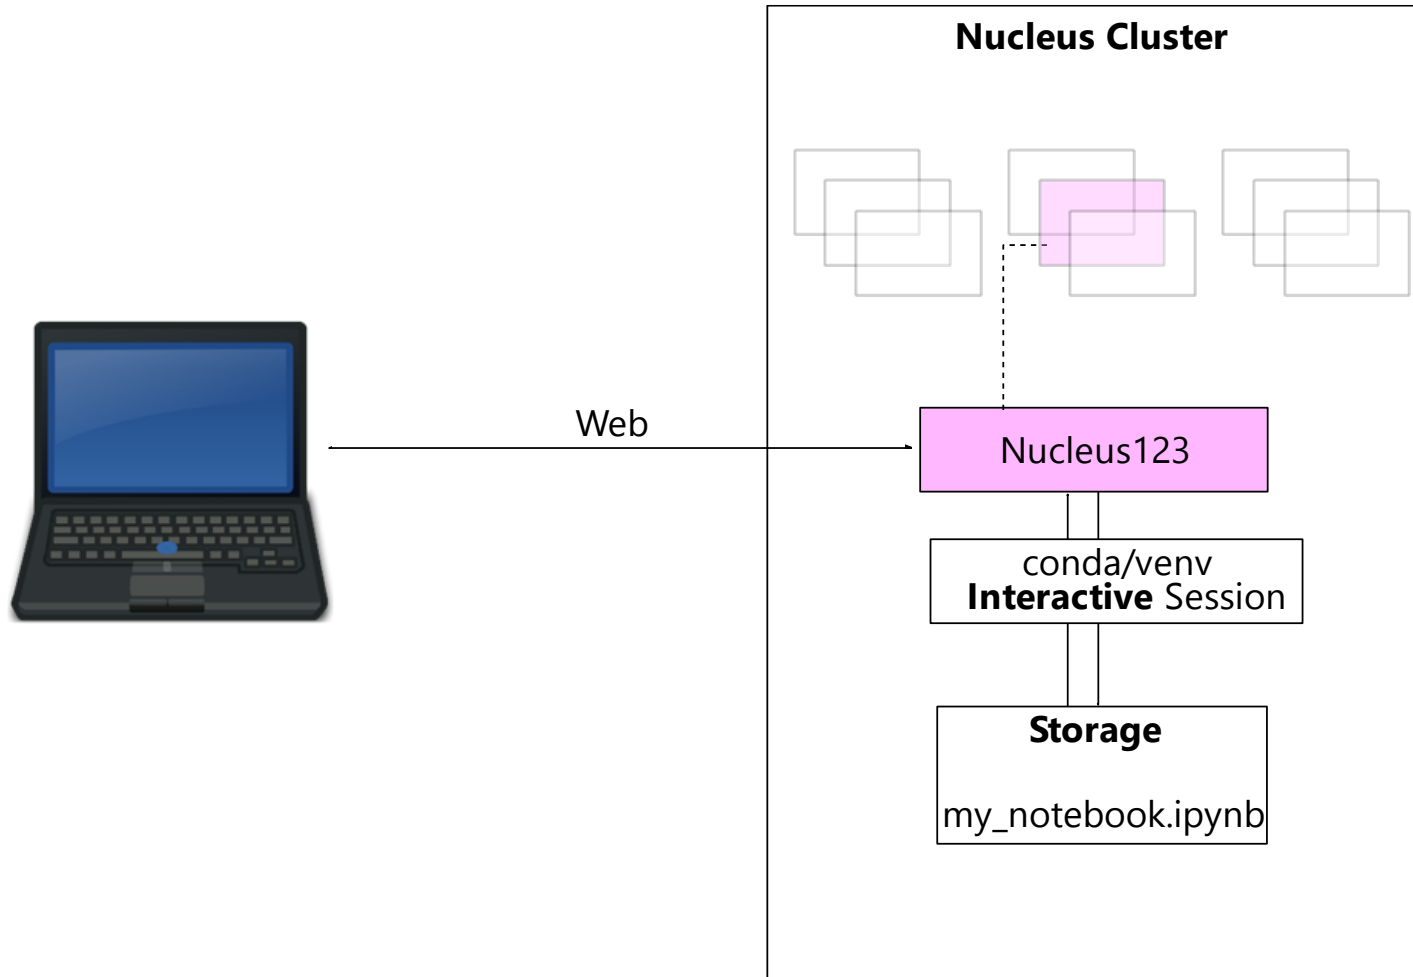 Nucleus Cluster
Web
Nucleus123
conda/venv
Interactive Session
Storage
my_notebook.ipynb